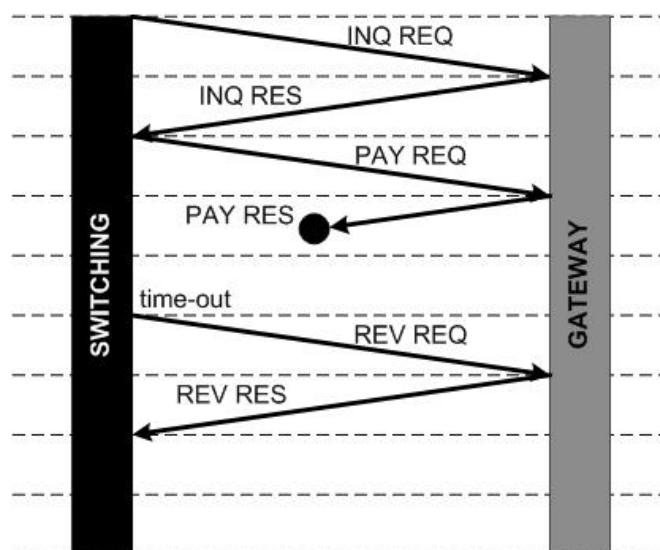 INQ REQ
INQ RES
PAY REQ
PAY RES
time-out
REV REQ
REV RES
SWITCHING
GATEWAY